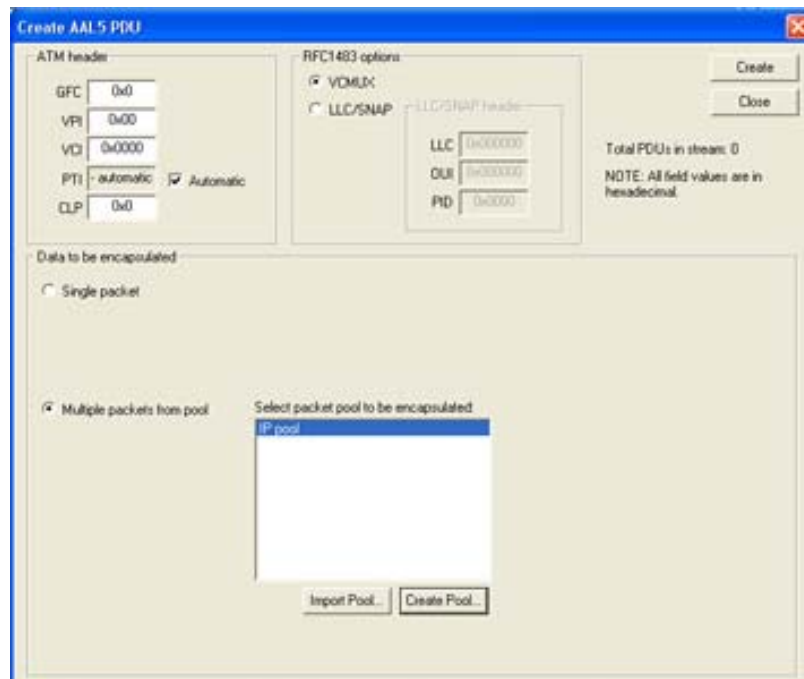 Create AAL5 PDU
ATM header
GFC 0x0
VPI 0x00
VCI 0x0000
PTI - automatic Automatic
CLP 0x0
RFC1483 options
VCMUX
LLC/SNAP
LLC/SNAP header
LLC 0x000000
OUI 0x000000
PID 0x0000
Create
Close
Total PDUs in stream: 0
NOTE: All field values are in
hexadecimal.
Data to be encapsulated
Single packet
Multiple packets from pool
Select packet pool to be encapsulated
IP pool
Import Pool...
Create Pool...